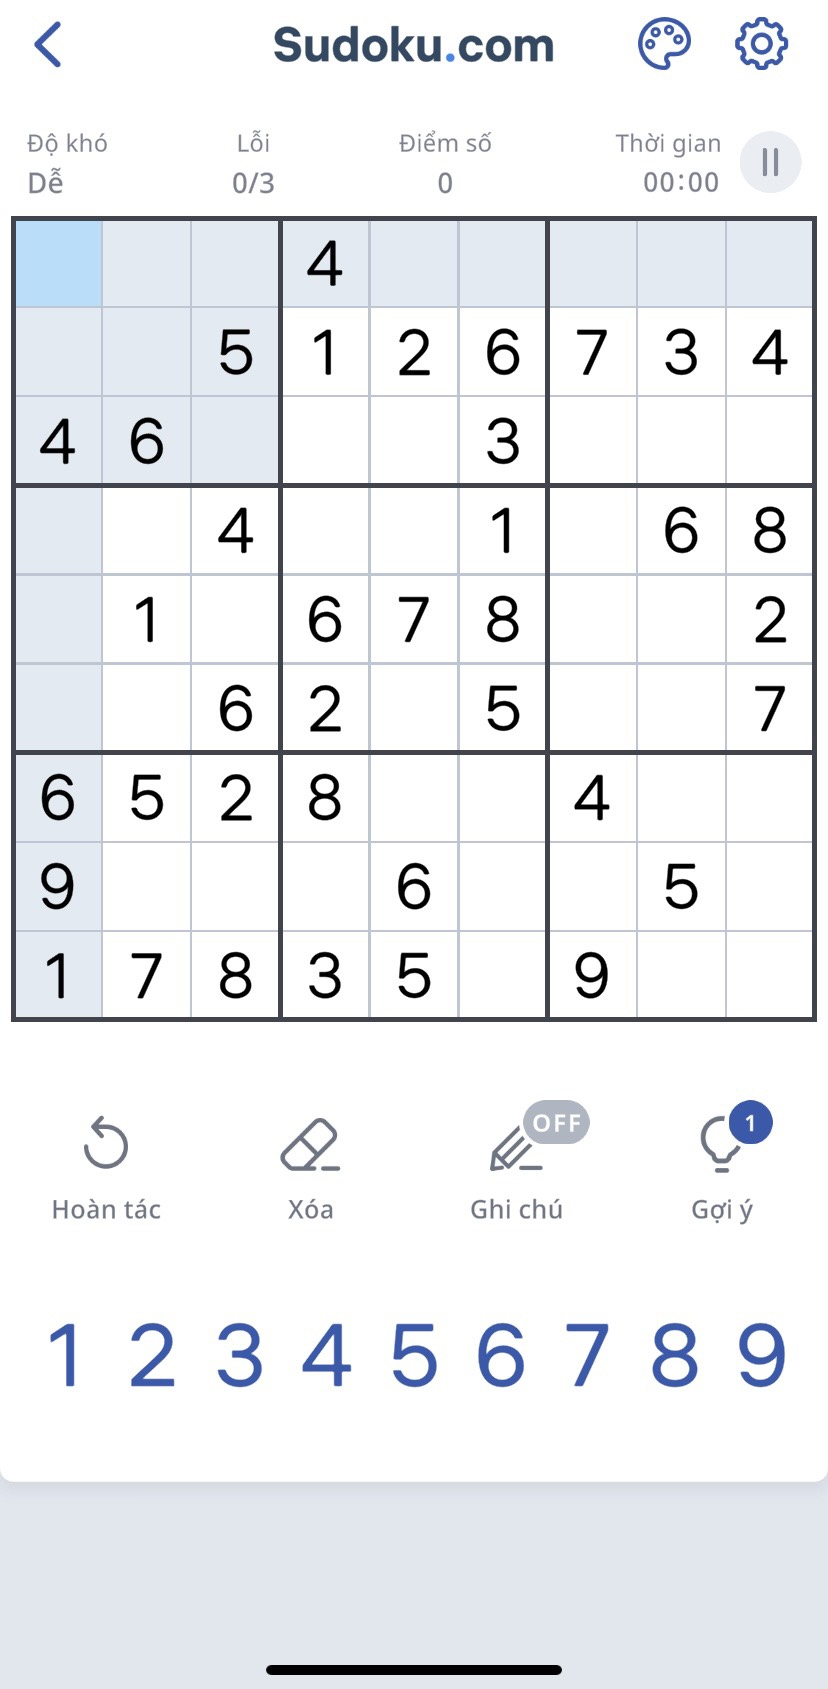 Sudoku.com
Độ khó Lỗi Điểm số Thời gian
Dễ 0/3 0 00:00
4
5 1 2 6 7 3 4
4 6 3
4 1 6 8
1 6 7 8 2
6 2 5 7
6 5 2 8 4
9 6 5
1 7 8 3 5 9
OFF 1
Hoàn tác Xóa Ghi chú Gợi ý
1 2 3 4 5 6 7 8 9